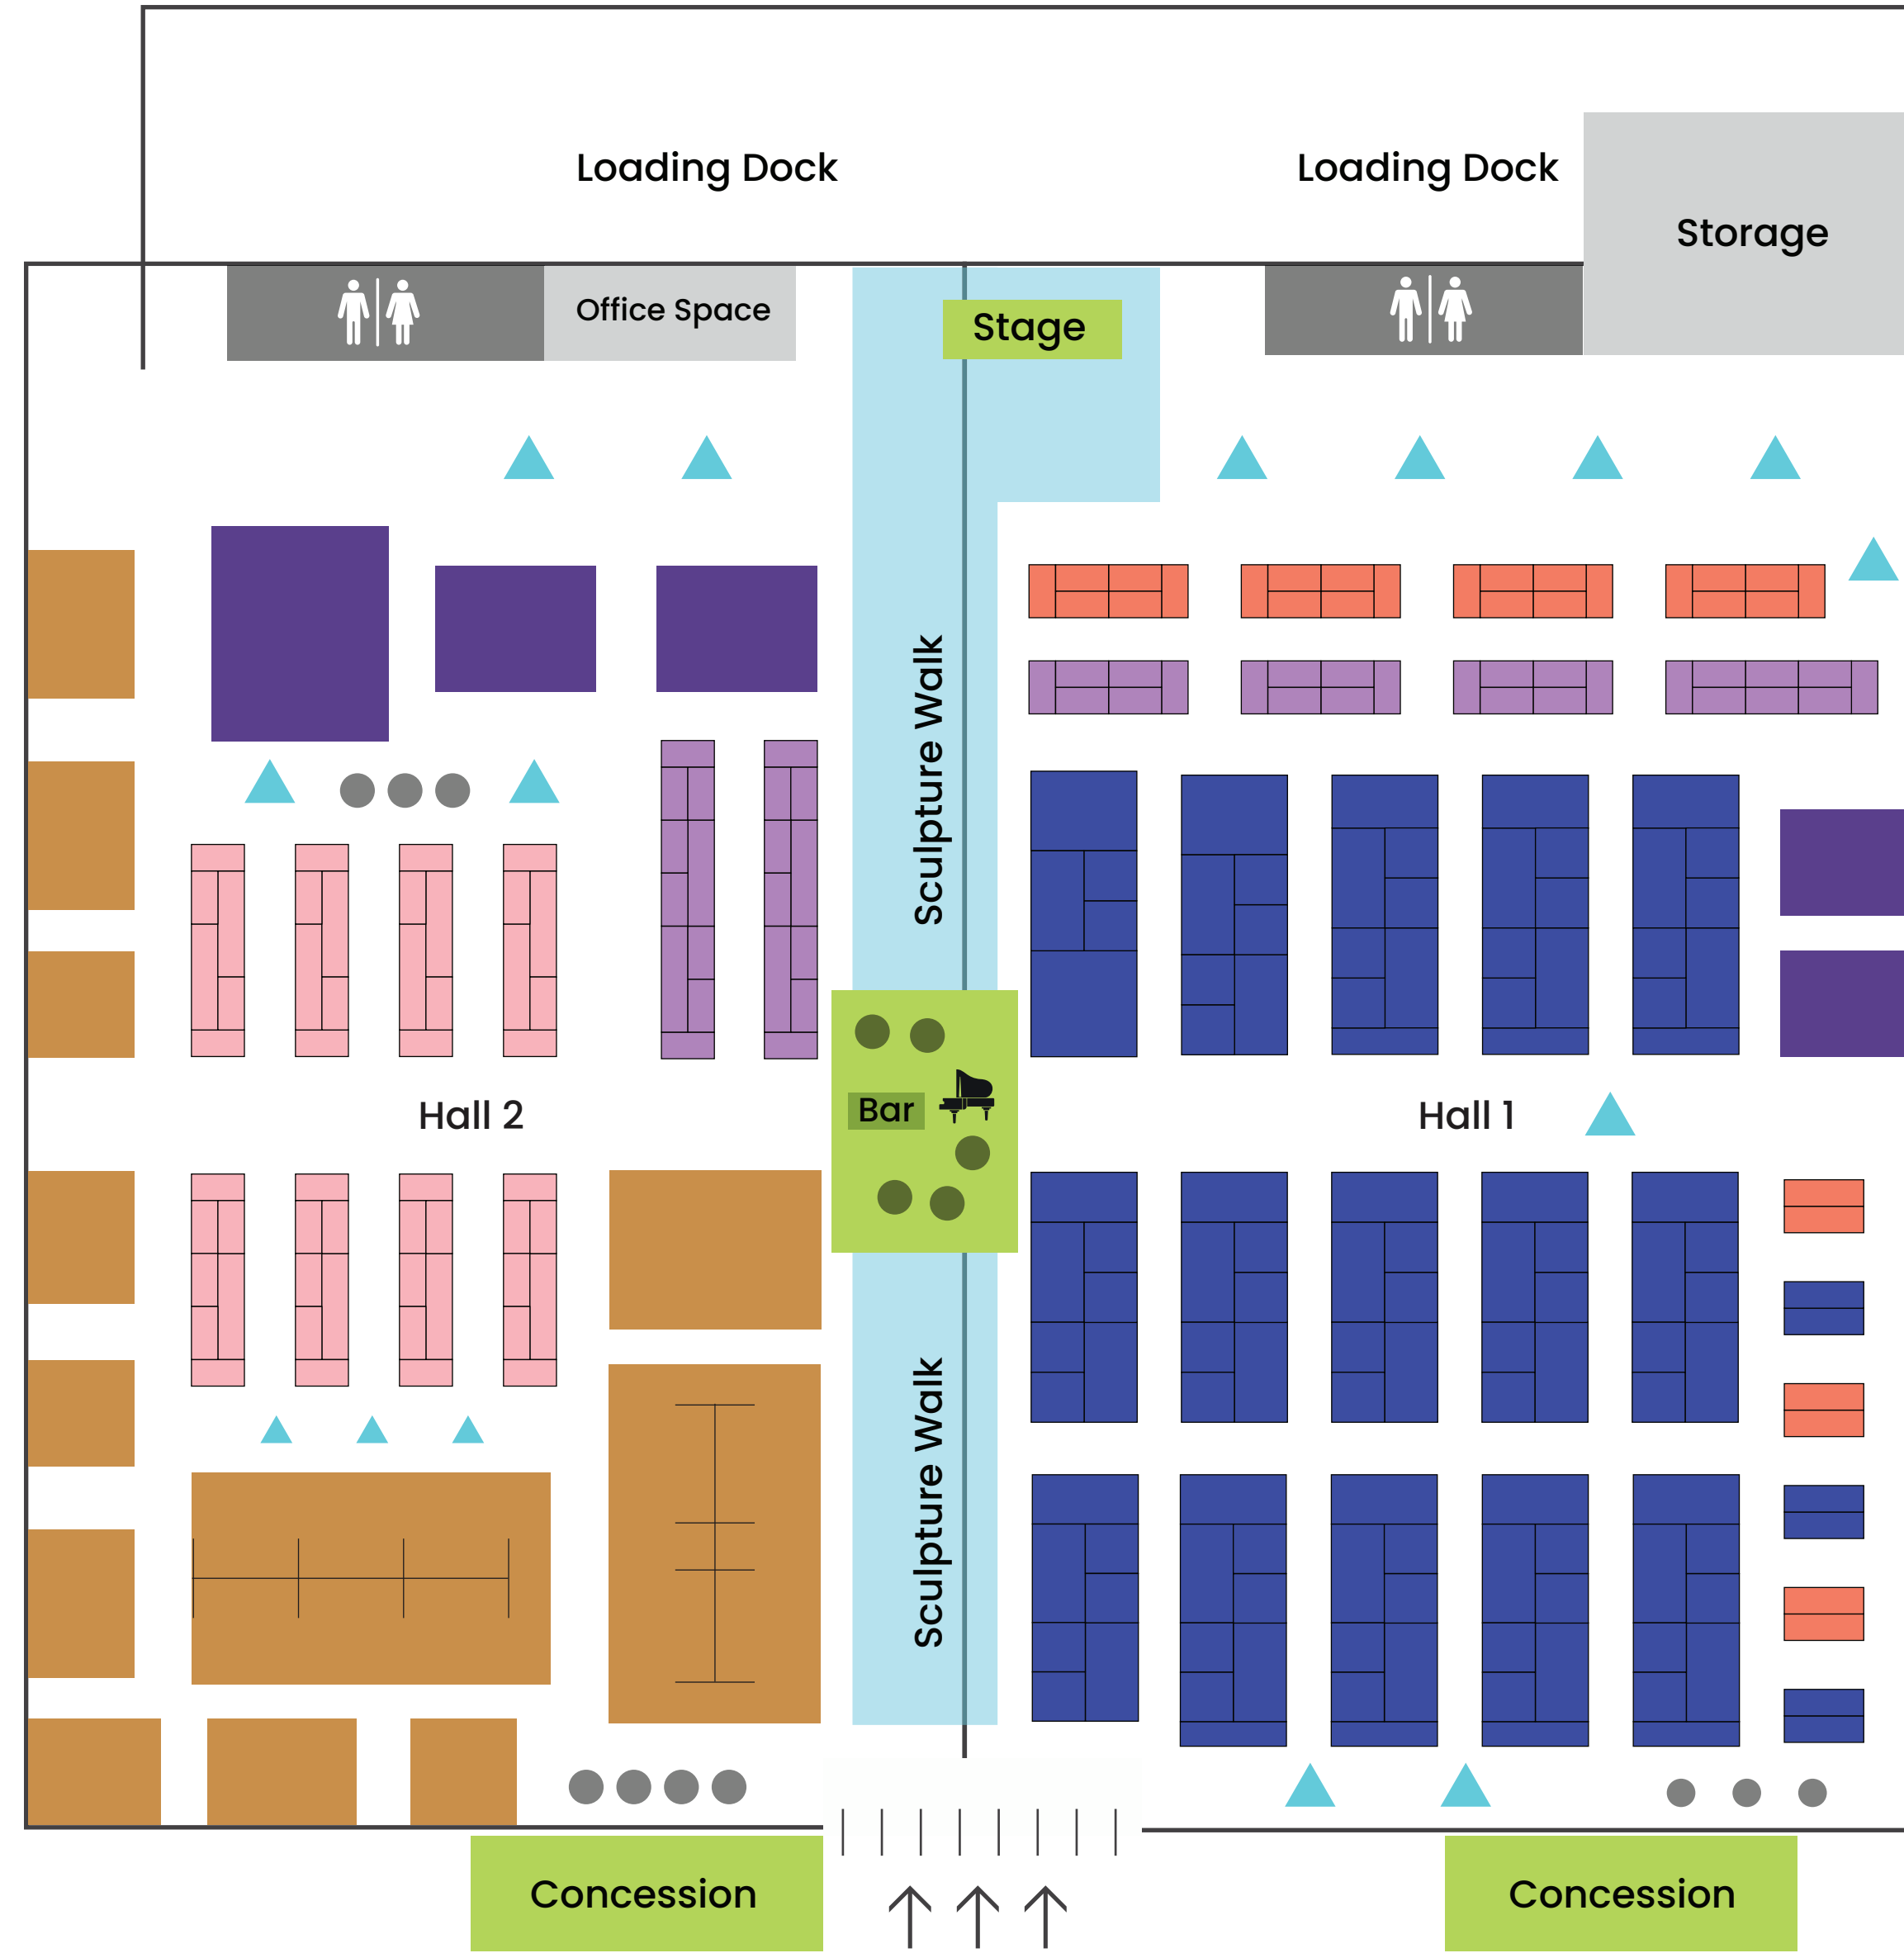 Loading Dock
Loading Dock
Storage
Office Space
Stage
Sculpture Walk
Bar
Hall 2
Hall 1
Sculpture Walk
Concession
Concession